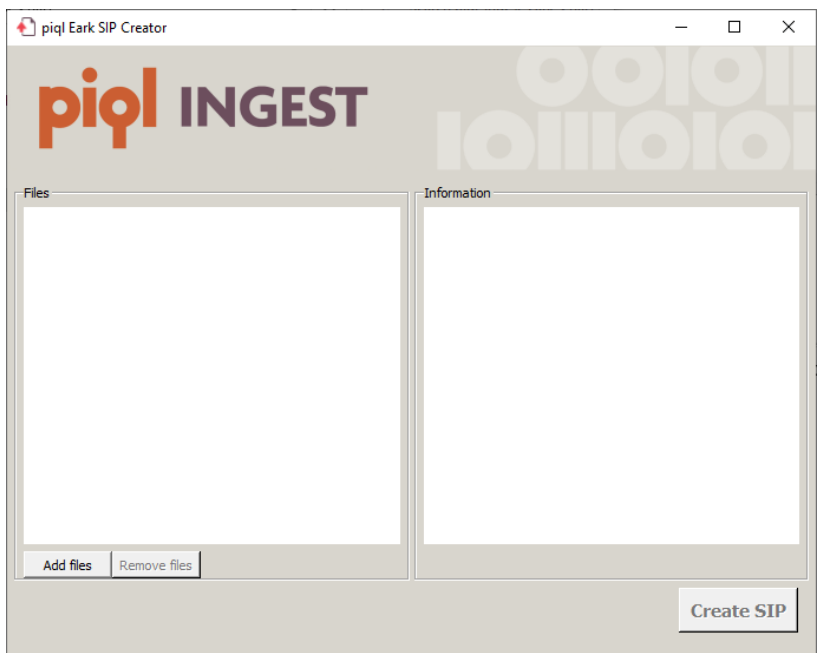 piql Eark SIP Creator
piql INGEST
Files
Information
Add files
Remove files
Create SIP